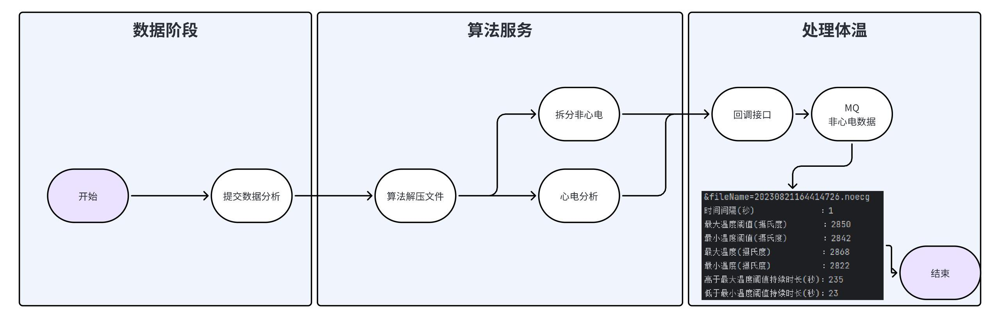 数据阶段
算法服务
处理体温
开始
提交数据分析
算法解压文件
拆分非心电
心电分析
回调接口
MQ
非心电数据
&fileName=20230821164414726.noecg
时间间隔(秒) : 1
最大温度阈值(摄氏度) : 2850
最小温度阈值(摄氏度) : 2842
最大温度(摄氏度) : 2868
最小温度(摄氏度) : 2822
高于最大温度阈值持续时长(秒): 235
低于最小温度阈值持续时长(秒): 23
结束